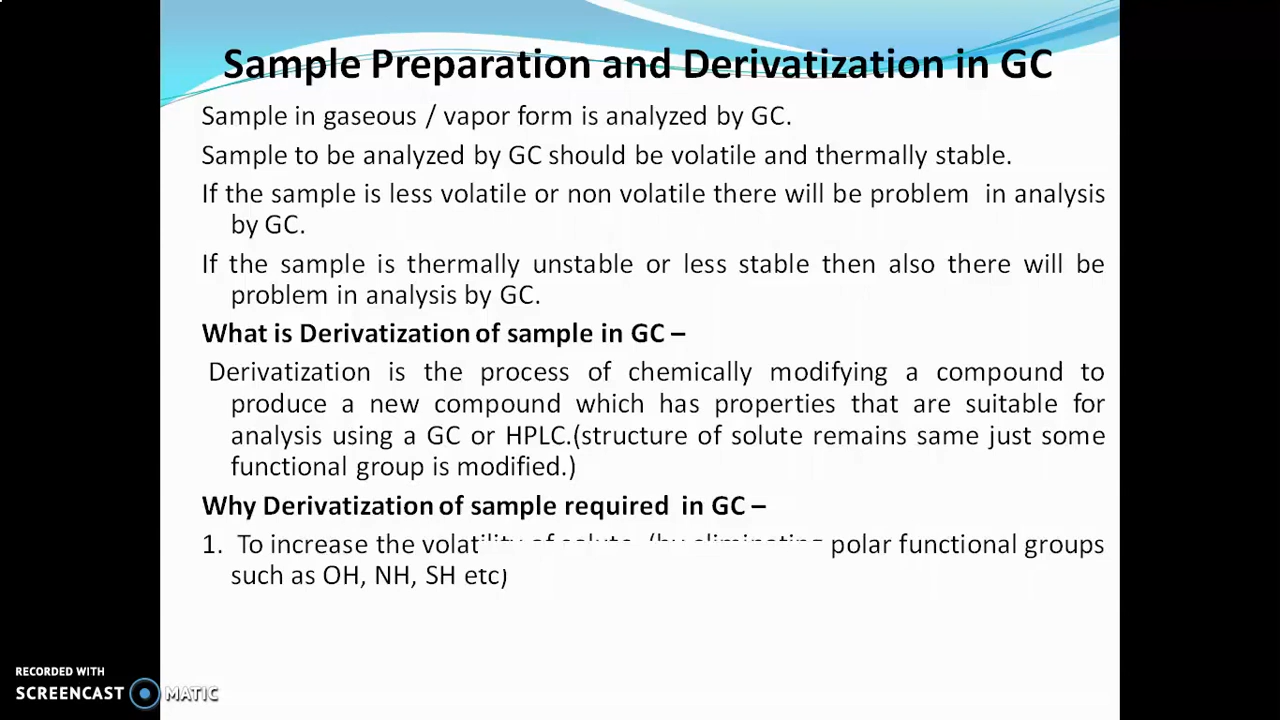 Sample Preparation and Derivatization in GC
Sample in gaseous / vapor form is analyzed by GC.
Sample to be analyzed by GC should be volatile and thermally stable.
If the sample is less volatile or non volatile there will be problem in analysis
by GC.
If the sample is thermally unstable or less stable then also there will be
problem in analysis by GC.
What is Derivatization of sample in GC –
Derivatization is the process of chemically modifying a compound to
produce a new compound which has properties that are suitable for
analysis using a GC or HPLC.(structure of solute remains same just some
functional group is modified.)
Why Derivatization of sample required in GC –
1. To increase the volatility of solute (by eliminating polar functional groups
such as OH, NH, SH etc)
RECORDED WITH
SCREENCAST MATIC